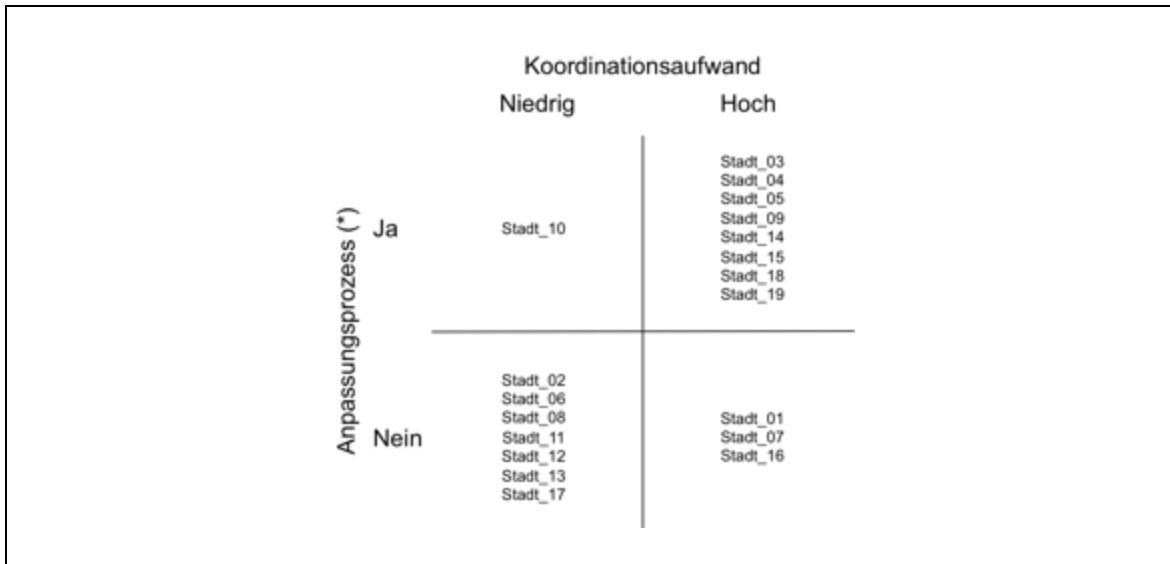 Koordinationsaufwand
Niedrig Hoch
Anpassungsprozess (*)
Ja
Stadt_10
Stadt_03
Stadt_04
Stadt_05
Stadt_09
Stadt_14
Stadt_15
Stadt_18
Stadt_19
Nein
Stadt_02
Stadt_06
Stadt_08
Stadt_11
Stadt_12
Stadt_13
Stadt_17
Stadt_01
Stadt_07
Stadt_16